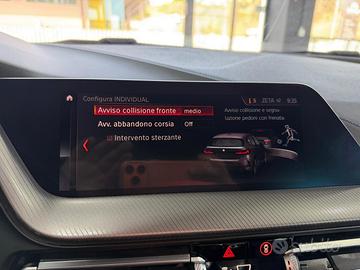 Configura INDIVIDUAL
ZETA
9:35
Avviso collisione fronte medio
Avv. abbandono corsia Off
Intervento sterzante
Avviso collisione e segna-
lazione pedoni con frenata